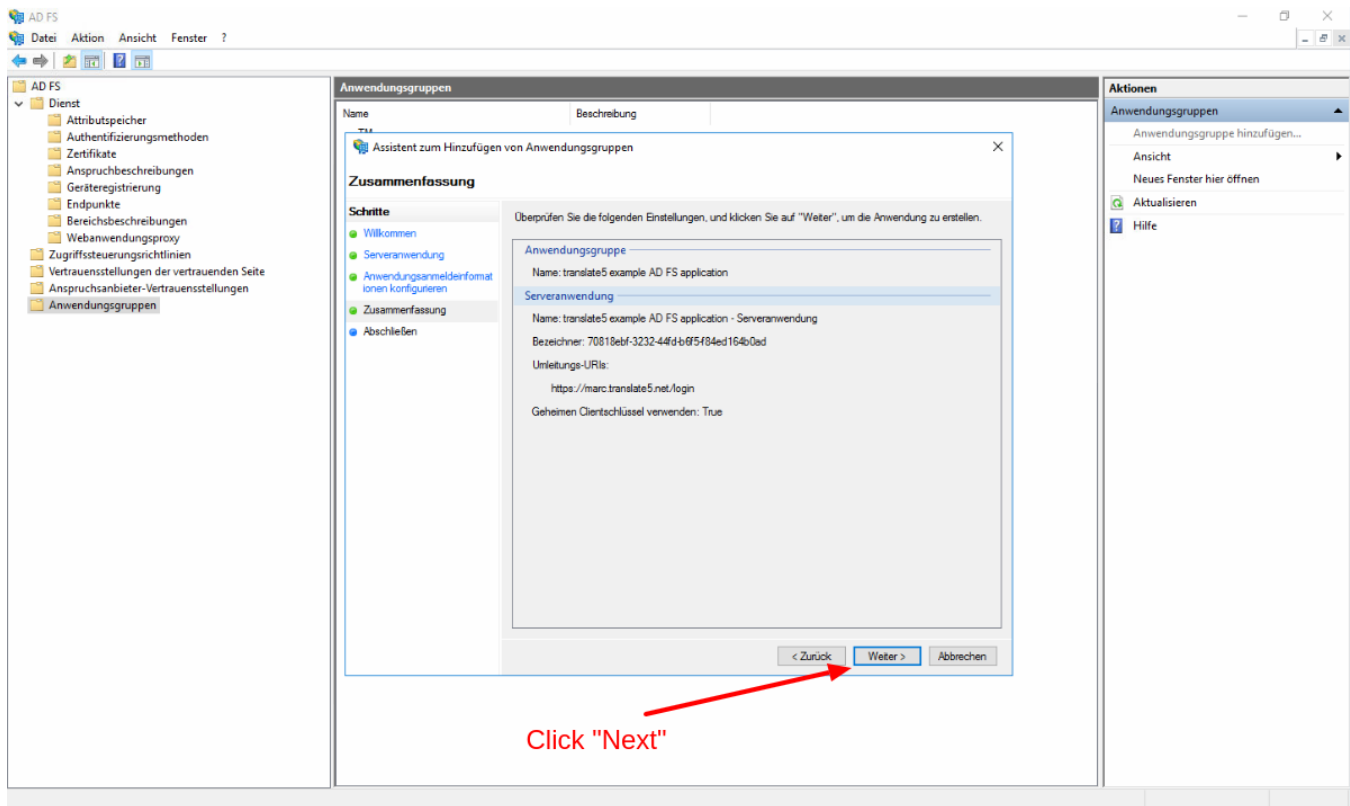 AD FS
Datei Aktion Ansicht Fenster ?
AD FS
Dienst
Attributspeicher
Authentifizierungsmethoden
Zertifikate
Anspruchbeschreibungen
Geräteregistrierung
Endpunkte
Bereichsbeschreibungen
Webanwendungsproxy
Zugriffssteuerungsrichtlinien
Vertrauensstellungen der vertrauenden Seite
Anspruchsanbieter-Vertrauensstellungen
Anwendungsgruppen
Anwendungsgruppen
Name Beschreibung
Assistent zum Hinzufügen von Anwendungsgruppen
Zusammenfassung
Schritte
Willkommen
Serveranwendung
Anwendungsanmeldeinformat
ionen konfigurieren
Zusammenfassung
Abschließen
Überprüfen Sie die folgenden Einstellungen, und klicken Sie auf "Weiter", um die Anwendung zu erstellen.
Anwendungsgruppe
Name: translate5 example AD FS application
Serveranwendung
Name: translate5 example AD FS application - Serveranwendung
Bezeichner: 70818ebf-3232-44fd-b6f5-f84ed164b0ad
Umleitungs-URIs:
https://marc.translate5.net/login
Geheimen Clientschlüssel verwenden: True
< Zurück Weiter > Abbrechen
Click "Next"
Aktionen
Anwendungsgruppen
Anwendungsgruppe hinzufügen...
Ansicht
Neues Fenster hier öffnen
Aktualisieren
Hilfe